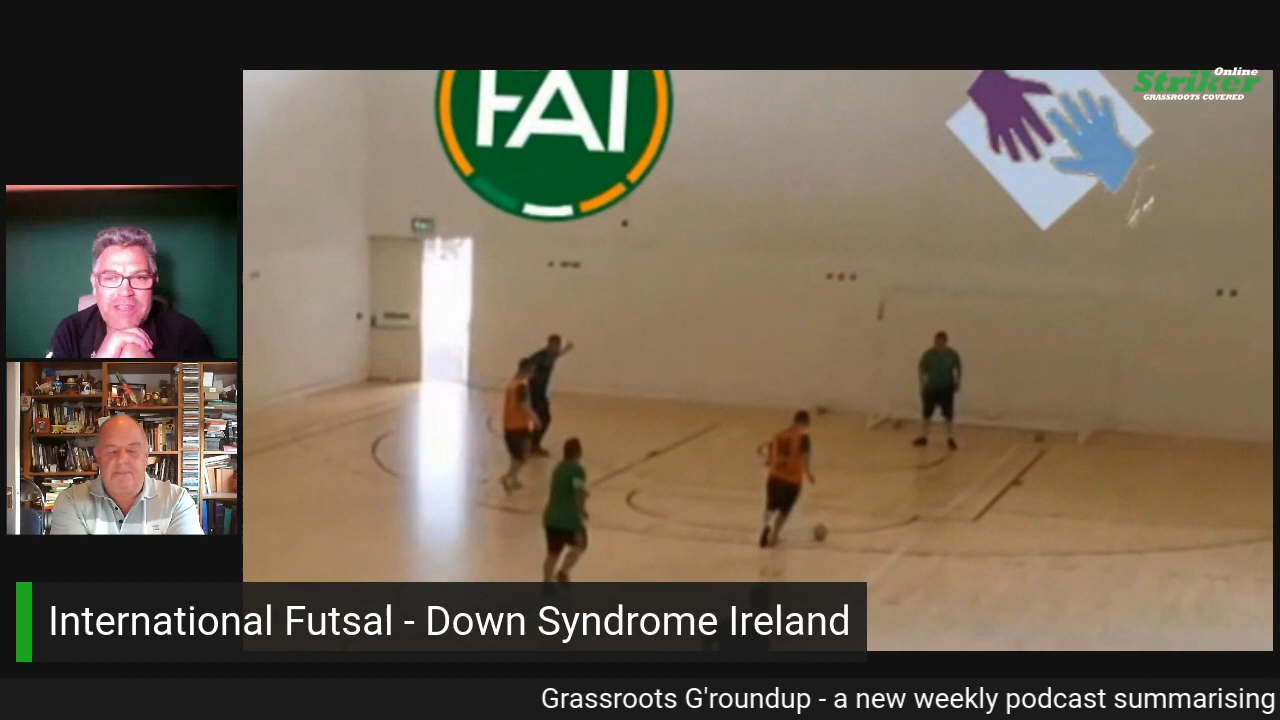 FAI
Online
Striker
GRASSROOTS COVERED
International Futsal - Down Syndrome Ireland
Grassroots G'roundup - a new weekly podcast summarising